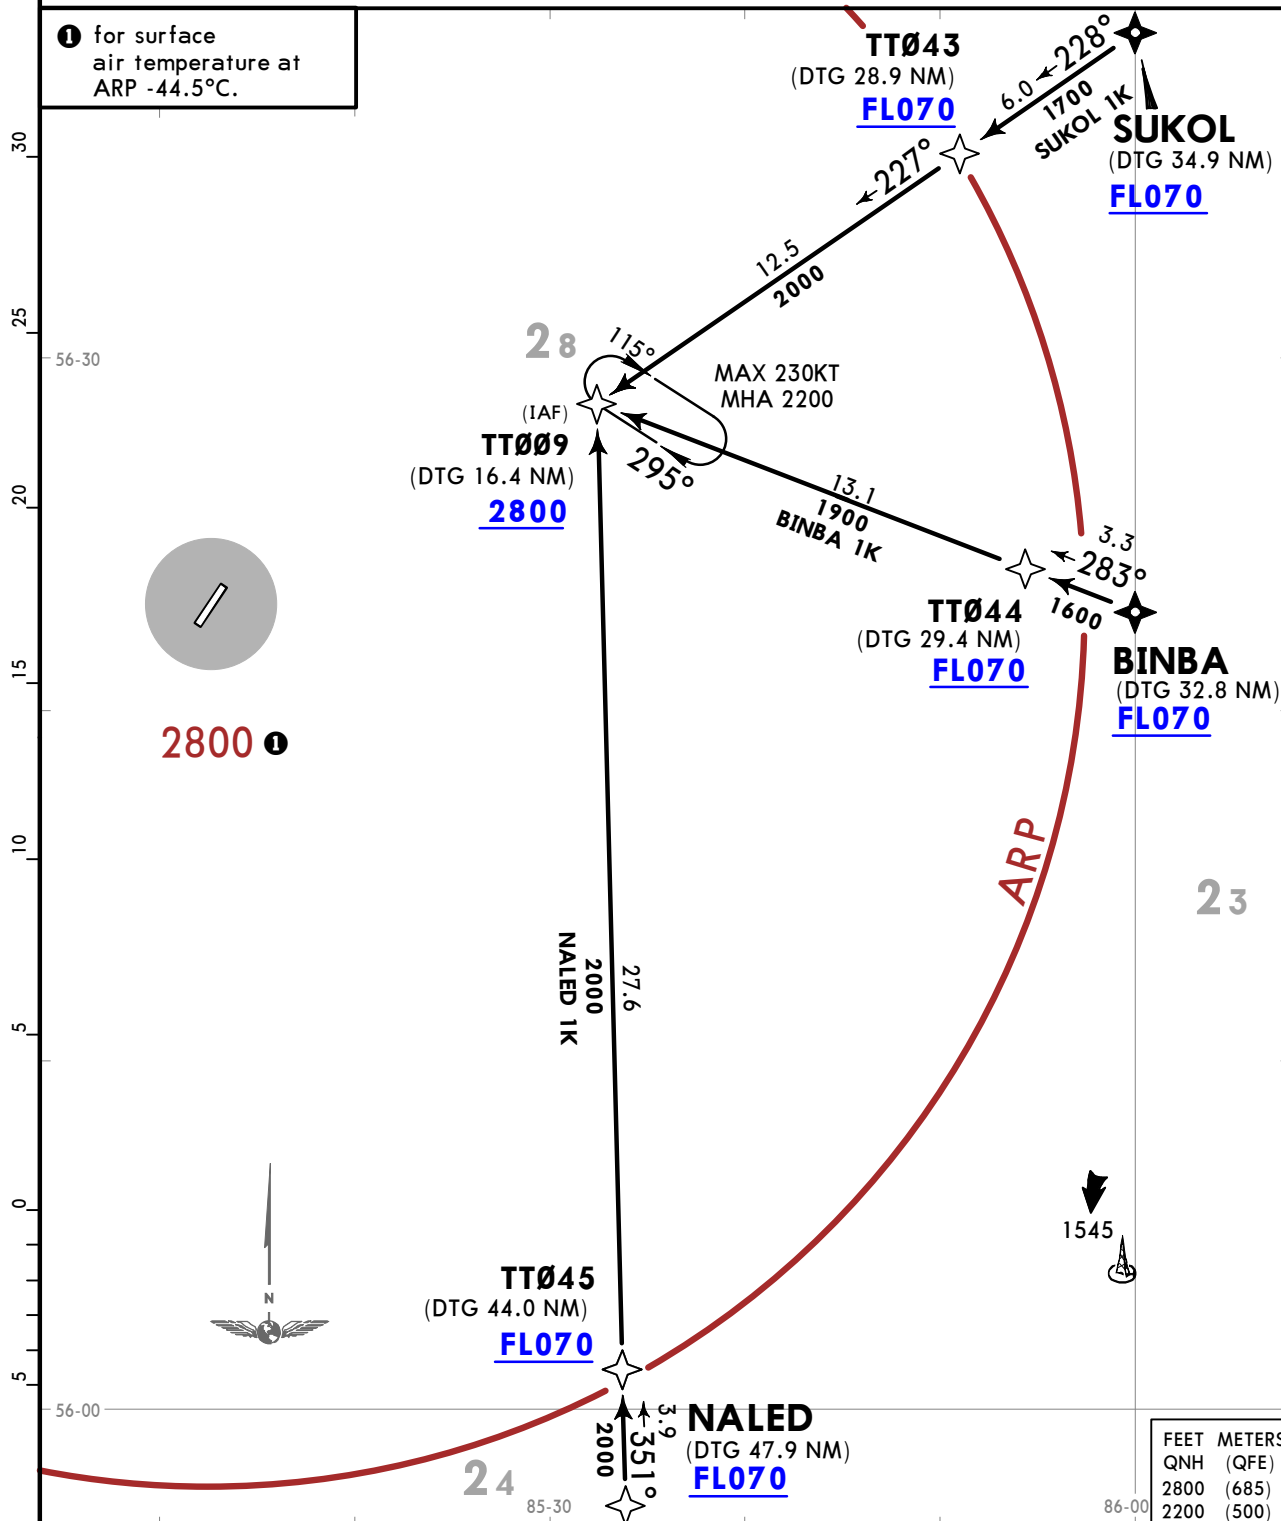 ❶ for surface
air temperature at
ARP -44.5°C.
TTØ43
(DTG 28.9 NM)
FL070
228°
6.0
1700
SUKOL 1K
SUKOL
(DTG 34.9 NM)
FL070
227°
12.5
2000
30
25
20
15
10
5
0
5
56-30
28
115°
MAX 230KT
MHA 2200
(IAF)
TTØØ9
(DTG 16.4 NM)
2800
295°
13.1
1900
BINBA 1K
3.3
283°
1600
TTØ44
(DTG 29.4 NM)
FL070
BINBA
(DTG 32.8 NM)
FL070
2800 ❶
ARP
23
27.6
2000
NALED 1K
1545
N
TTØ45
(DTG 44.0 NM)
FL070
56-00
3.9
351°
2000
NALED
(DTG 47.9 NM)
FL070
24
85-30
86-00
FEET METERS
QNH (QFE)
2800 (685)
2200 (500)